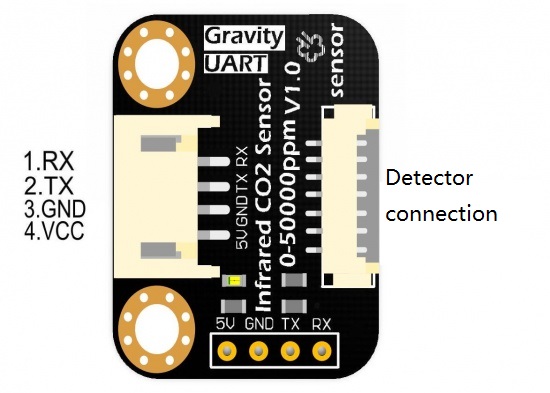 Gravity
UART
sensor
Infrared CO2 Sensor
0-50000ppm V1.0
1.RX
2.TX
3.GND
4.VCC
5V GND TX RX
Detector
connection
5V GND TX RX